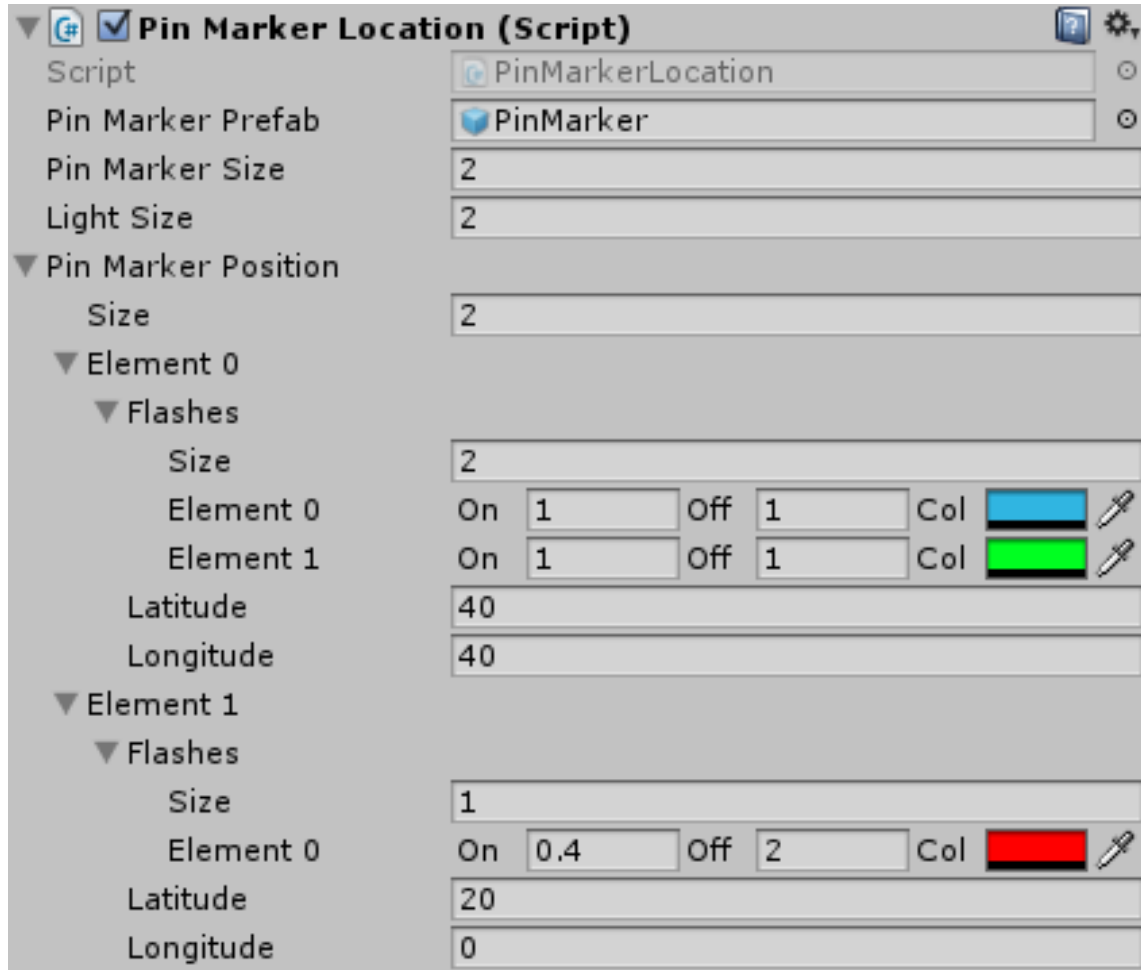 Pin Marker Location (Script)
Script PinMarkerLocation
Pin Marker Prefab PinMarker
Pin Marker Size 2
Light Size 2
Pin Marker Position
Size 2
Element 0
Flashes
Size 2
Element 0 On 1 Off 1 Col
Element 1 On 1 Off 1 Col
Latitude 40
Longitude 40
Element 1
Flashes
Size 1
Element 0 On 0.4 Off 2 Col
Latitude 20
Longitude 0